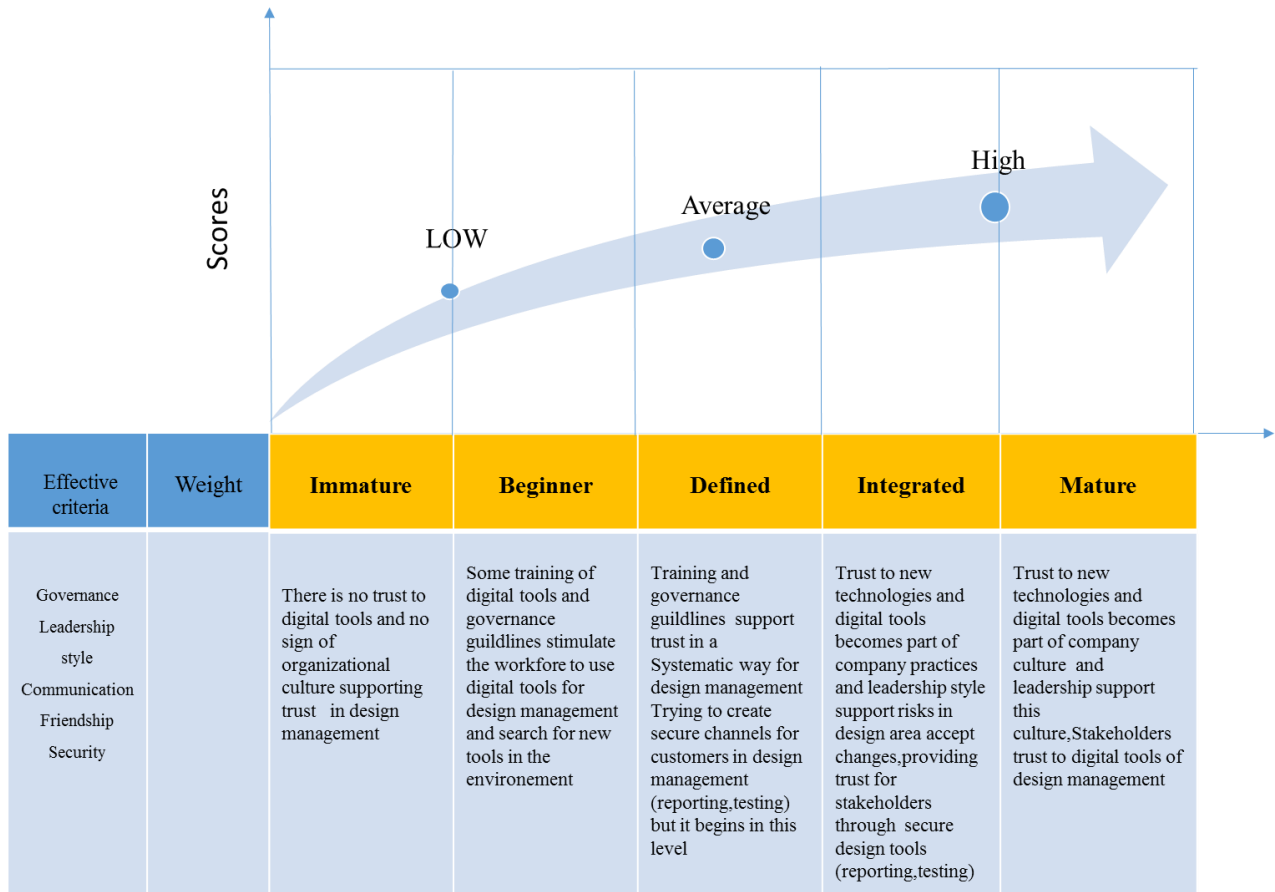 Scores
LOW
Average
High
Effective
criteria
Weight
Immature
Beginner
Defined
Integrated
Mature
Governance
Leadership
style
Communication
Friendship
Security
There is no trust to
digital tools and no
sign of
organizational
culture supporting
trust in design
management
Some training of
digital tools and
governance
guildlines stimulate
the workfore to use
digital tools for
design management
and search for new
tools in the
environement
Training and
governance
guildlines support
trust in a
Systematic way for
design management
Trying to create
secure channels for
customers in design
management
(reporting,testing)
but it begins in this
level
Trust to new
technologies and
digital tools
becomes part of
company practices
and leadership style
support risks in
design area accept
changes,providing
trust for
stakeholders
through secure
design tools
(reporting,testing)
Trust to new
technologies and
digital tools becomes
part of company
culture and
leadership support
this
culture,Stakeholders
trust to digital tools of
design management